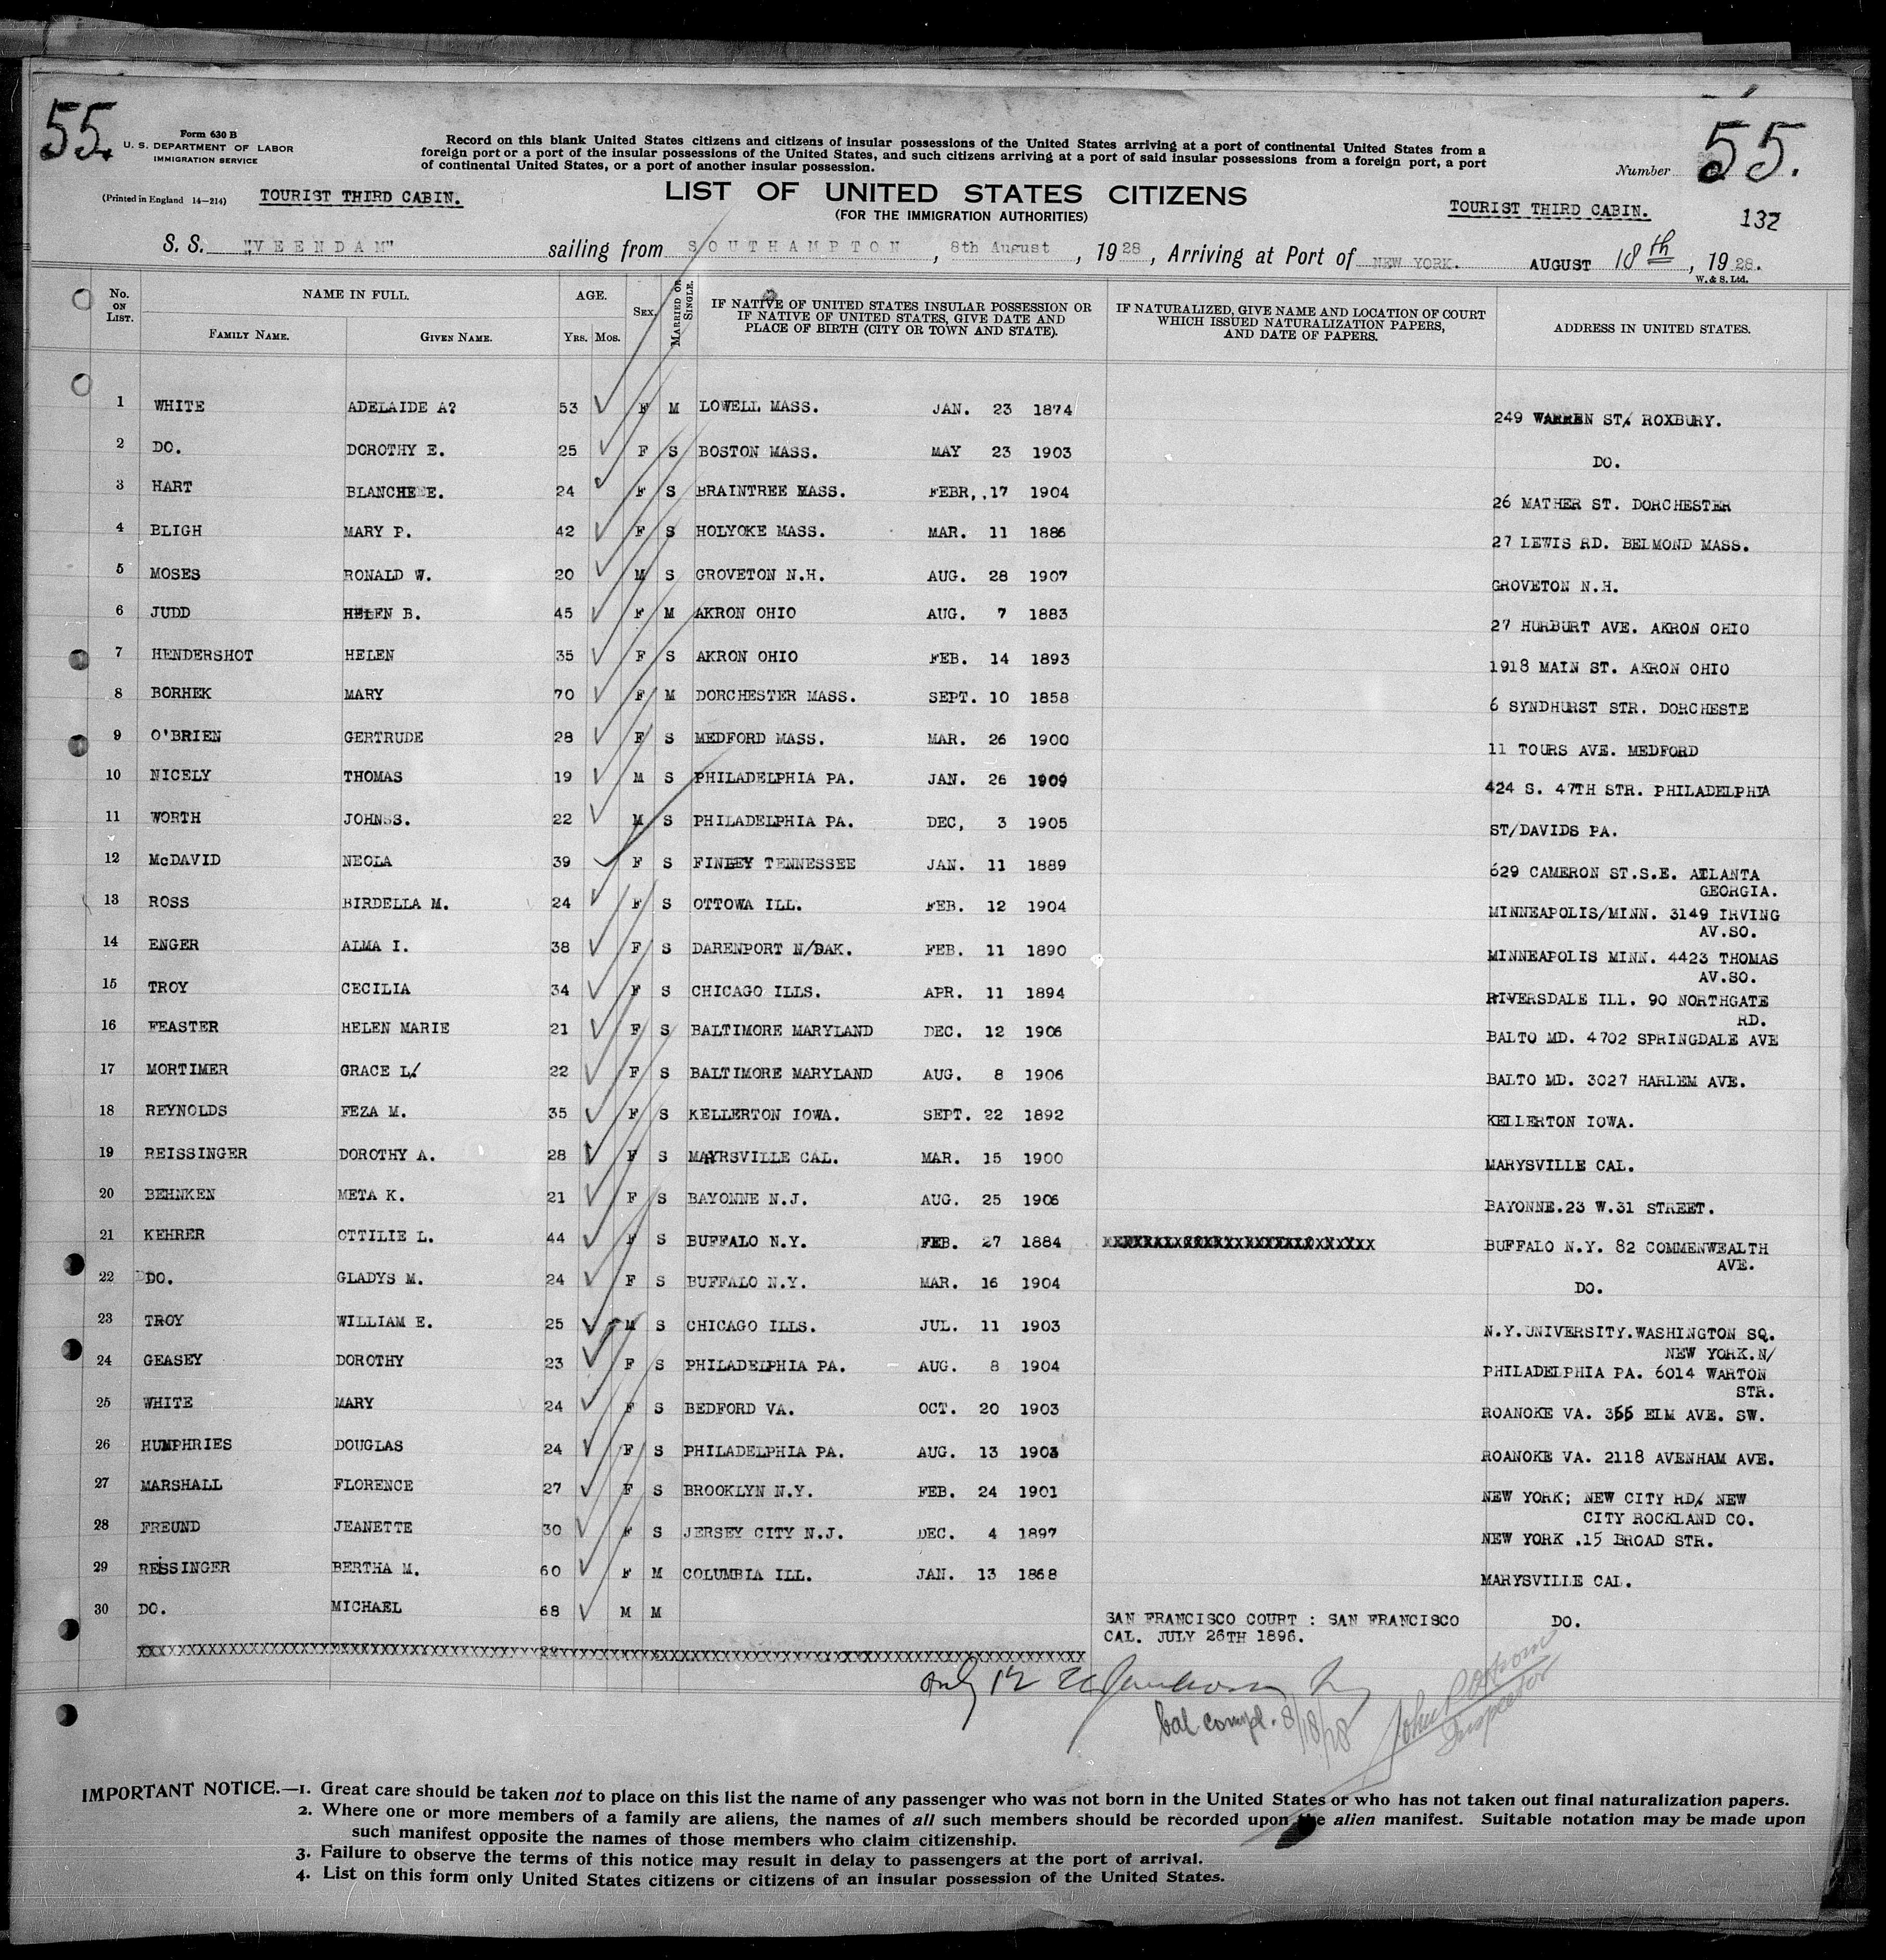 55.
Form 630 B
U. S. DEPARTMENT OF LABOR
IMMIGRATION SERVICE
(Printed in England 14—214)
TOURIST THIRD CABIN.
Record on this blank United States citizens and citizens of insular possessions of the United States arriving at a port of continental United States from a
foreign port or a port of the insular possessions of the United States, and such citizens arriving at a port of said insular possessions from a foreign port, a port
of continental United States, or a port of another insular possession.
LIST OF UNITED STATES CITIZENS
(FOR THE IMMIGRATION AUTHORITIES)
Number 55.
TOURIST THIRD CABIN.
132
S. S. "VEENDAM" sailing from SOUTHAMPTON, 8th August, 1928, Arriving at Port of NEW YORK. AUGUST 18th, 1928.
W. & S. Ltd.
No. ON LIST. NAME IN FULL. FAMILY NAME. GIVEN NAME. AGE. YRS. MOS. SEX. MARRIED OR SINGLE. IF NATIVE OF UNITED STATES INSULAR POSSESSION OR IF NATIVE OF UNITED STATES, GIVE DATE AND PLACE OF BIRTH (CITY OR TOWN AND STATE). IF NATURALIZED, GIVE NAME AND LOCATION OF COURT WHICH ISSUED NATURALIZATION PAPERS, AND DATE OF PAPERS. ADDRESS IN UNITED STATES.
1 WHITE ADELAIDE A? 53 F M LOWELL MASS. JAN. 23 1874 249 WARREN ST. ROXBURY.
2 DO. DOROTHY E. 25 F S BOSTON MASS. MAY 23 1903 DO.
3 HART BLANCHE E. 24 F S BRAINTREE MASS. FEBR,.17 1904 26 MATHER ST. DORCHESTER
4 BLIGH MARY P. 42 F S HOLYOKE MASS. MAR. 11 1886 27 LEWIS RD. BELMOND MASS.
5 MOSES RONALD W. 20 M S GROVETON N.H. AUG. 28 1907 GROVETON N.H.
6 JUDD HELEN B. 45 F M AKRON OHIO AUG. 7 1883 27 HURBURT AVE. AKRON OHIO
7 HENDERSHOT HELEN 35 F S AKRON OHIO FEB. 14 1893 1918 MAIN ST. AKRON OHIO
8 BORHEK MARY 70 F M DORCHESTER MASS. SEPT. 10 1858 6 SYNDHURST STR. DORCHESTE
9 O'BRIEN GERTRUDE 28 F S MEDFORD MASS. MAR. 26 1900 11 TOURS AVE. MEDFORD
10 NICELY THOMAS 19 M S PHILADELPHIA PA. JAN. 26 1909 424 S. 47TH STR. PHILADELPHIA
11 WORTH JOHN S. 22 M S PHILADELPHIA PA. DEC, 3 1905 ST/DAVIDS PA.
12 McDAVID NEOLA 39 F S FINLEY TENNESSEE JAN. 11 1889 629 CAMERON ST.S.E. ATLANTA
GEORGIA.
13 ROSS BIRDELLA M. 24 F S OTTOWA ILL. FEB. 12 1904 MINNEAPOLIS/MINN. 3149 IRVING
AV.SO.
14 ENGER ALMA I. 38 F S DARENPORT N/DAK. FEB. 11 1890 MINNEAPOLIS MINN. 4423 THOMAS
AV.SO.
15 TROY CECILIA 34 F S CHICAGO ILLS. APR. 11 1894 RIVERSDALE ILL. 90 NORTHGATE
RD.
16 FEASTER HELEN MARIE 21 F S BALTIMORE MARYLAND DEC. 12 1906 BALTO MD. 4702 SPRINGDALE AVE
17 MORTIMER GRACE L. 22 F S BALTIMORE MARYLAND AUG. 8 1906 BALTO MD. 3027 HARLEM AVE.
18 REYNOLDS FEZA M. 35 F S KELLERTON IOWA. SEPT. 22 1892 KELLERTON IOWA.
19 REISSINGER DOROTHY A. 28 F S MAYRSVILLE CAL. MAR. 15 1900 MARYSVILLE CAL.
20 BEHNKEN META K. 21 F S BAYONNE N.J. AUG. 25 1906 BAYONNE.23 W.31 STREET.
21 KEHRER OTTILIE L. 44 F S BUFFALO N.Y. FEB. 27 1884 BUFFALO N.Y. 82 COMMENWEALTH
AVE.
22 DO. GLADYS M. 24 F S BUFFALO N.Y. MAR. 16 1904 DO.
23 TROY WILLIAM E. 25 M S CHICAGO ILLS. JUL. 11 1903 N.Y.UNIVERSITY.WASHINGTON SQ.
NEW YORK.N/
24 GEASEY DOROTHY 23 F S PHILADELPHIA PA. AUG. 8 1904 PHILADELPHIA PA. 6014 WARTON
STR.
25 WHITE MARY 24 F S BEDFORD VA. OCT. 20 1903 ROANOKE VA. 355 ELM AVE. SW.
26 HUMPHRIES DOUGLAS 24 F S PHILADELPHIA PA. AUG. 13 1903 ROANOKE VA. 2118 AVENHAM AVE.
27 MARSHALL FLORENCE 27 F S BROOKLYN N.Y. FEB. 24 1901 NEW YORK; NEW CITY RD. NEW
CITY ROCKLAND CO.
28 FREUND JEANETTE 30 F S JERSEY CITY N.J. DEC. 4 1897 NEW YORK .15 BROAD STR.
29 REISSINGER BERTHA M. 60 F M COLUMBIA ILL. JAN. 13 1868 MARYSVILLE CAL.
30 DO. MICHAEL 68 M M SAN FRANCISCO COURT : SAN FRANCISCO DO.
CAL. JULY 26TH 1896.
only 12
bal compl. 8/18/28
John
Inspector
IMPORTANT NOTICE.—1. Great care should be taken not to place on this list the name of any passenger who was not born in the United States or who has not taken out final naturalization papers.
2. Where one or more members of a family are aliens, the names of all such members should be recorded upon the alien manifest. Suitable notation may be made upon
such manifest opposite the names of those members who claim citizenship.
3. Failure to observe the terms of this notice may result in delay to passengers at the port of arrival.
4. List on this form only United States citizens or citizens of an insular possession of the United States.